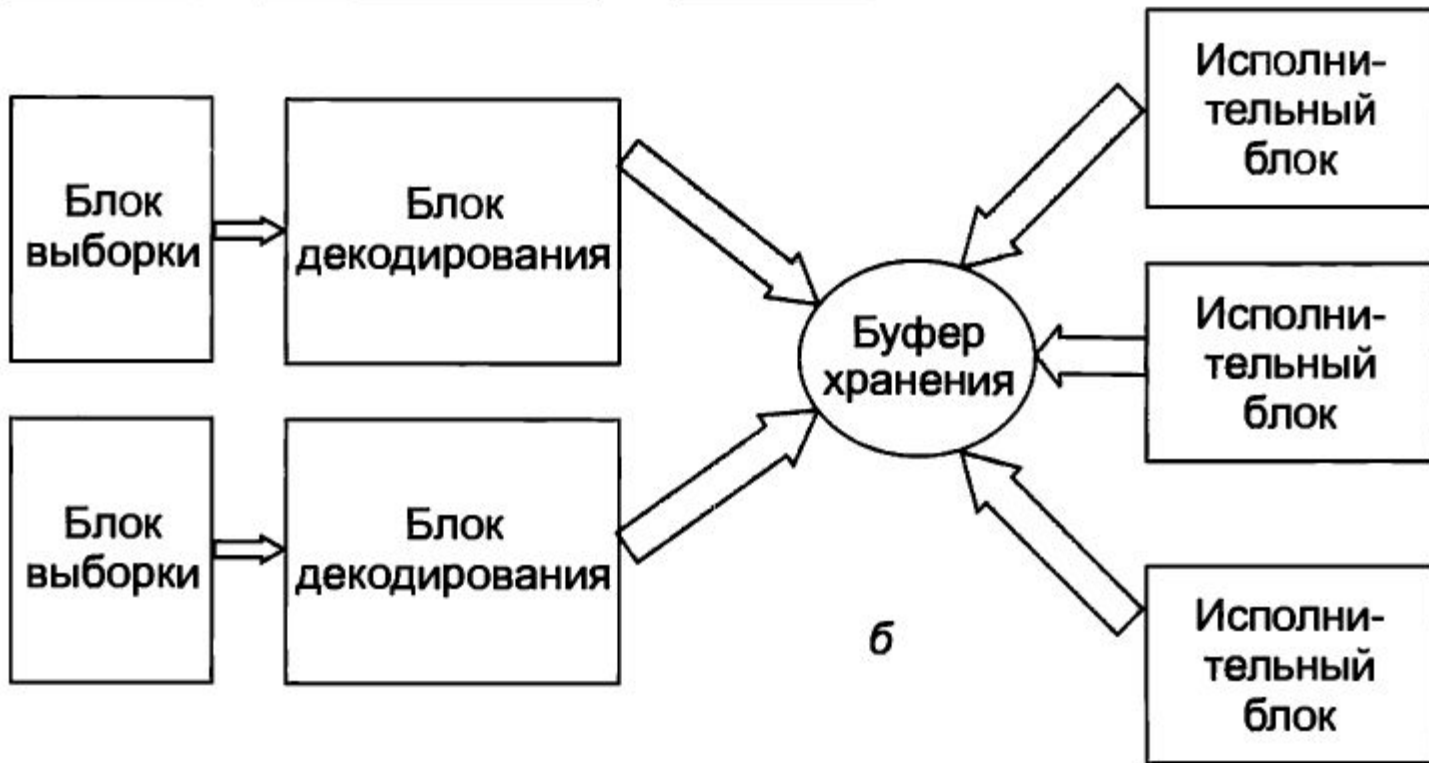 Блок
выборки
Блок
декодирования
Блок
выборки
Блок
декодирования
Буфер
хранения
б
Исполни-
тельный
блок
Исполни-
тельный
блок
Исполни-
тельный
блок